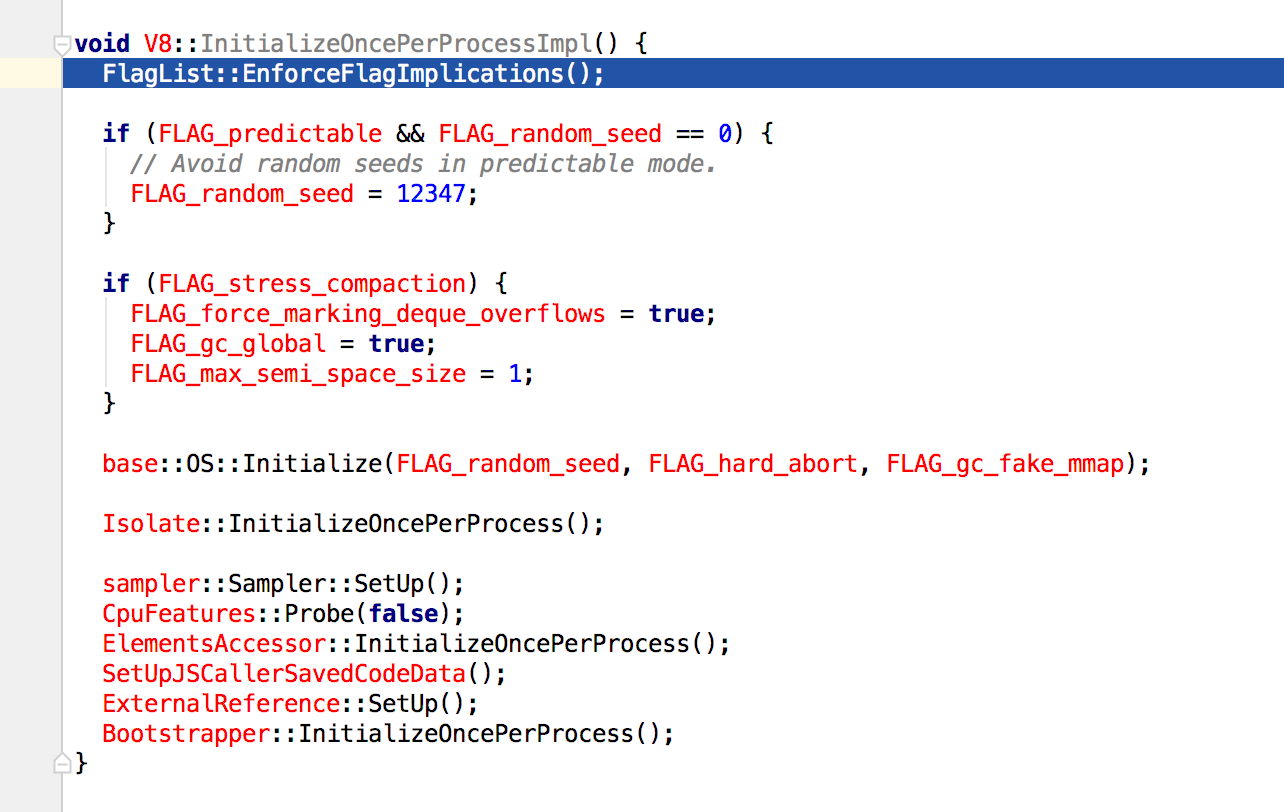 void V8::InitializeOncePerProcessImpl() {
FlagList::EnforceFlagImplications();
if (FLAG_predictable && FLAG_random_seed == 0) {
// Avoid random seeds in predictable mode.
FLAG_random_seed = 12347;
}
if (FLAG_stress_compaction) {
FLAG_force_marking_deque_overflows = true;
FLAG_gc_global = true;
FLAG_max_semi_space_size = 1;
}
base::OS::Initialize(FLAG_random_seed, FLAG_hard_abort, FLAG_gc_fake_mmap);
Isolate::InitializeOncePerProcess();
sampler::Sampler::SetUp();
CpuFeatures::Probe(false);
ElementsAccessor::InitializeOncePerProcess();
SetUpJSCallerSavedCodeData();
ExternalReference::SetUp();
Bootstrapper::InitializeOncePerProcess();
}